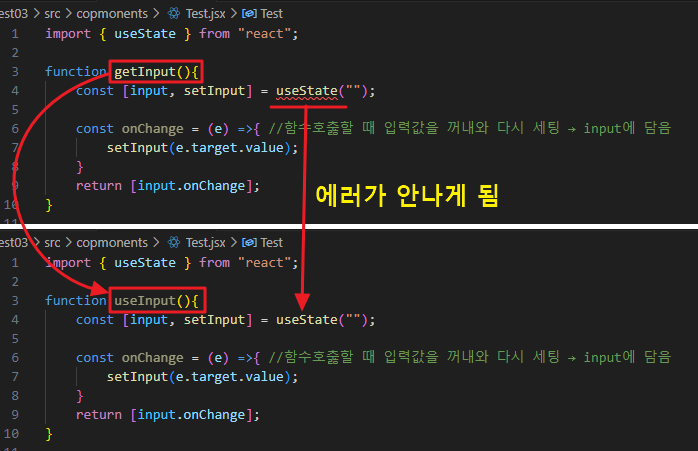 est03 > src > copmonents > Test.jsx > Test
1 import { useState } from "react";
2
3 function getInput(){
4 const [input, setInput] = useState("");
5
6 const onChange = (e) =>{ //함수호출할 때 입력값을 꺼내와 다시 세팅 → input에 담음
7 setInput(e.target.value);
8 }
9 return [input.onChange];
10 }
11
에러가 안나게 됨
est03 > src > copmonents > Test.jsx > Test
1 import { useState } from "react";
2
3 function useInput(){
4 const [input, setInput] = useState("");
5
6 const onChange = (e) =>{ //함수호출할 때 입력값을 꺼내와 다시 세팅 → input에 담음
7 setInput(e.target.value);
8 }
9 return [input.onChange];
10 }